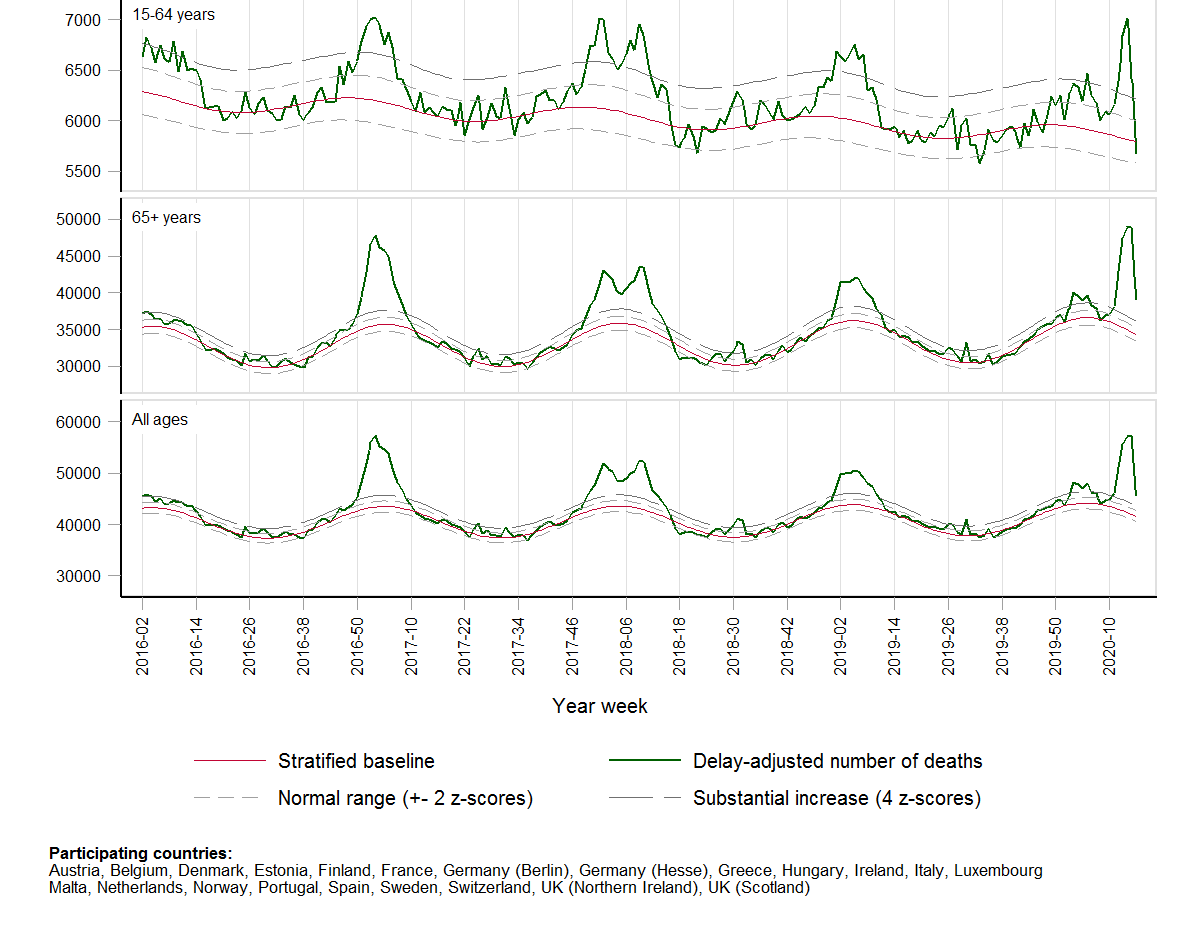 15-64 years
7000
6500
6000
5500
65+ years
50000
45000
40000
35000
30000
All ages
60000
50000
40000
30000
2016-02
2016-14
2016-26
2016-38
2016-50
2017-10
2017-22
2017-34
2017-46
2018-06
2018-18
2018-30
2018-42
2019-02
2019-14
2019-26
2019-38
2019-50
2020-10
Year week
Stratified baseline
Delay-adjusted number of deaths
Normal range (+- 2 z-scores)
Substantial increase (4 z-scores)
Participating countries:
Austria, Belgium, Denmark, Estonia, Finland, France, Germany (Berlin), Germany (Hesse), Greece, Hungary, Ireland, Italy, Luxembourg
Malta, Netherlands, Norway, Portugal, Spain, Sweden, Switzerland, UK (Northern Ireland), UK (Scotland)